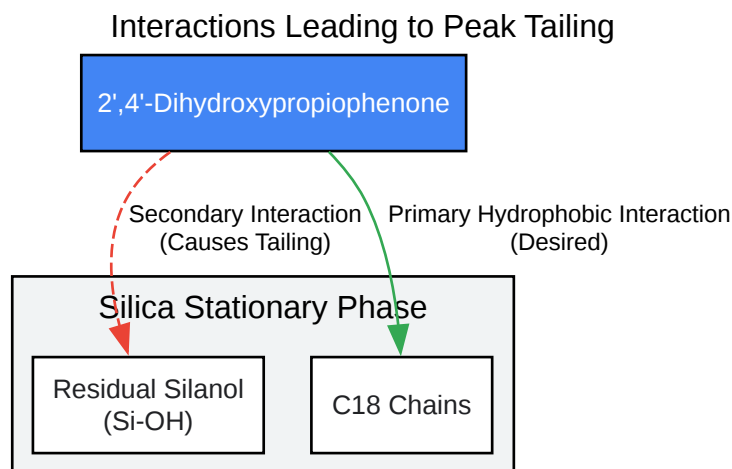 Interactions Leading to Peak Tailing
2',4'-Dihydroxypropiophenone
Secondary Interaction
(Causes Tailing)
Primary Hydrophobic Interaction
(Desired)
Silica Stationary Phase
Residual Silanol
(Si-OH)
C18 Chains